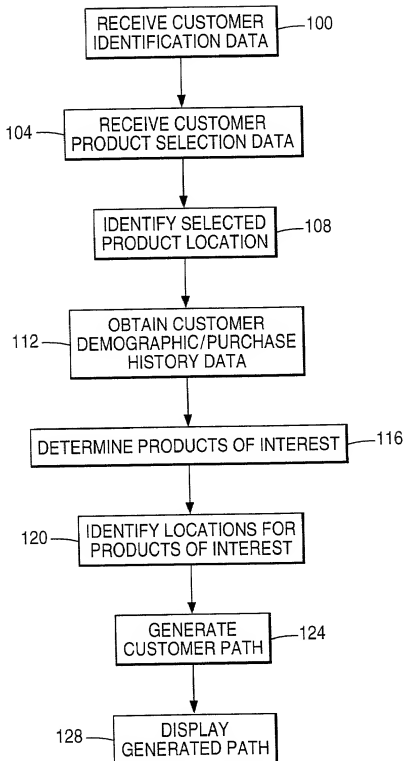 RECEIVE CUSTOMER
IDENTIFICATION DATA
100
104
RECEIVE CUSTOMER
PRODUCT SELECTION DATA
IDENTIFY SELECTED
PRODUCT LOCATION
108
112
OBTAIN CUSTOMER
DEMOGRAPHIC/PURCHASE
HISTORY DATA
DETERMINE PRODUCTS OF INTEREST
116
120
IDENTIFY LOCATIONS FOR
PRODUCTS OF INTEREST
GENERATE
CUSTOMER PATH
124
128
DISPLAY
GENERATED PATH